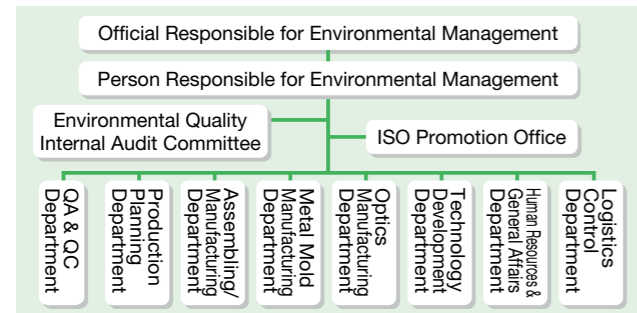 Official Responsible for Environmental Management
Person Responsible for Environmental Management
Environmental Quality
Internal Audit Committee
ISO Promotion Office
QA & QC
Department
Production
Planning
Department
Assembling/
Manufacturing
Department
Metal Mold
Manufacturing
Department
Optics
Manufacturing
Department
Technology
Development
Department
Human Resources &
General Affairs
Department
Logistics
Control
Department